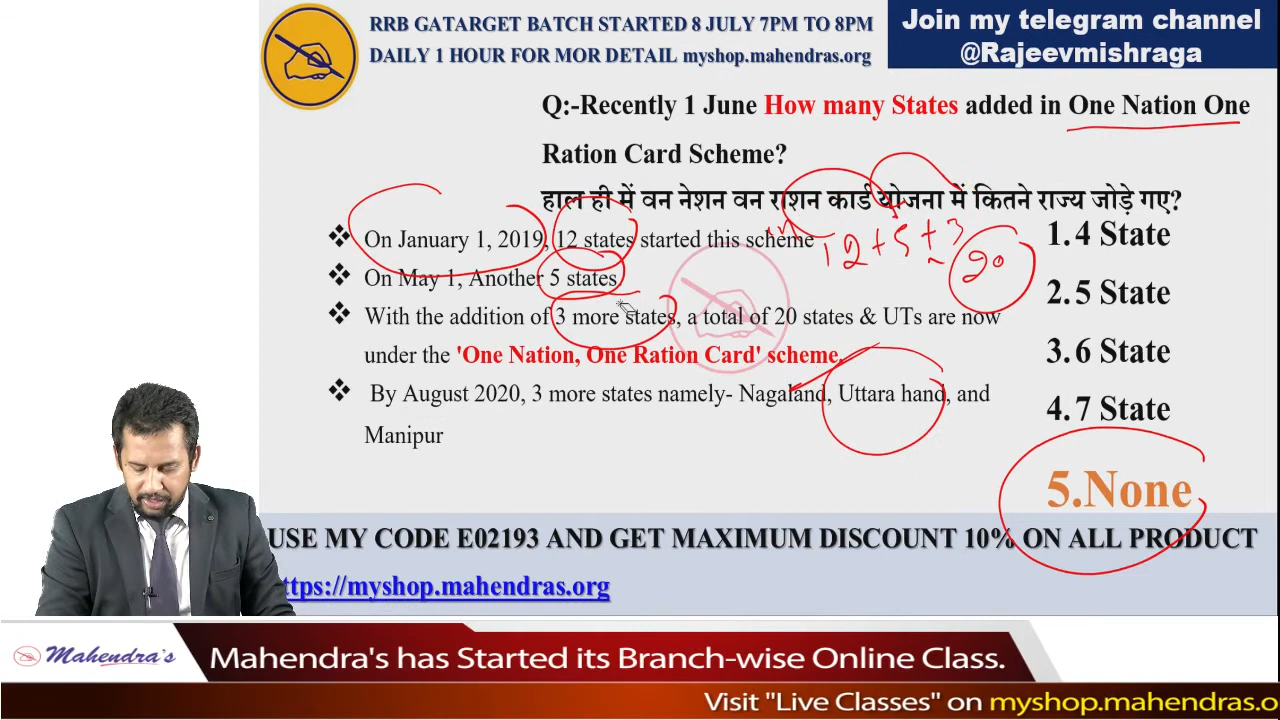 RRB GATARGET BATCH STARTED 8 JULY 7PM TO 8PM
DAILY 1 HOUR FOR MOR DETAIL myshop.mahendras.org
Join my telegram channel
@Rajeevmishraga
Q:-Recently 1 June How many States added in One Nation One
Ration Card Scheme?
हाल ही में वन नेशन वन राशन कार्ड योजना में कितने राज्य जोड़े गए?
❖ On January 1, 2019, 12 states started this scheme
❖ On May 1, Another 5 states
❖ With the addition of 3 more states, a total of 20 states & UTs are now
under the 'One Nation, One Ration Card' scheme.
❖ By August 2020, 3 more states namely- Nagaland, Uttara hand, and
Manipur
12+5+3
20
1.4 State
2.5 State
3.6 State
4.7 State
5.None
USE MY CODE E02193 AND GET MAXIMUM DISCOUNT 10% ON ALL PRODUCT
ttps://myshop.mahendras.org
Mahendra's
Mahendra's has Started its Branch-wise Online Class.
Visit "Live Classes" on myshop.mahendras.o